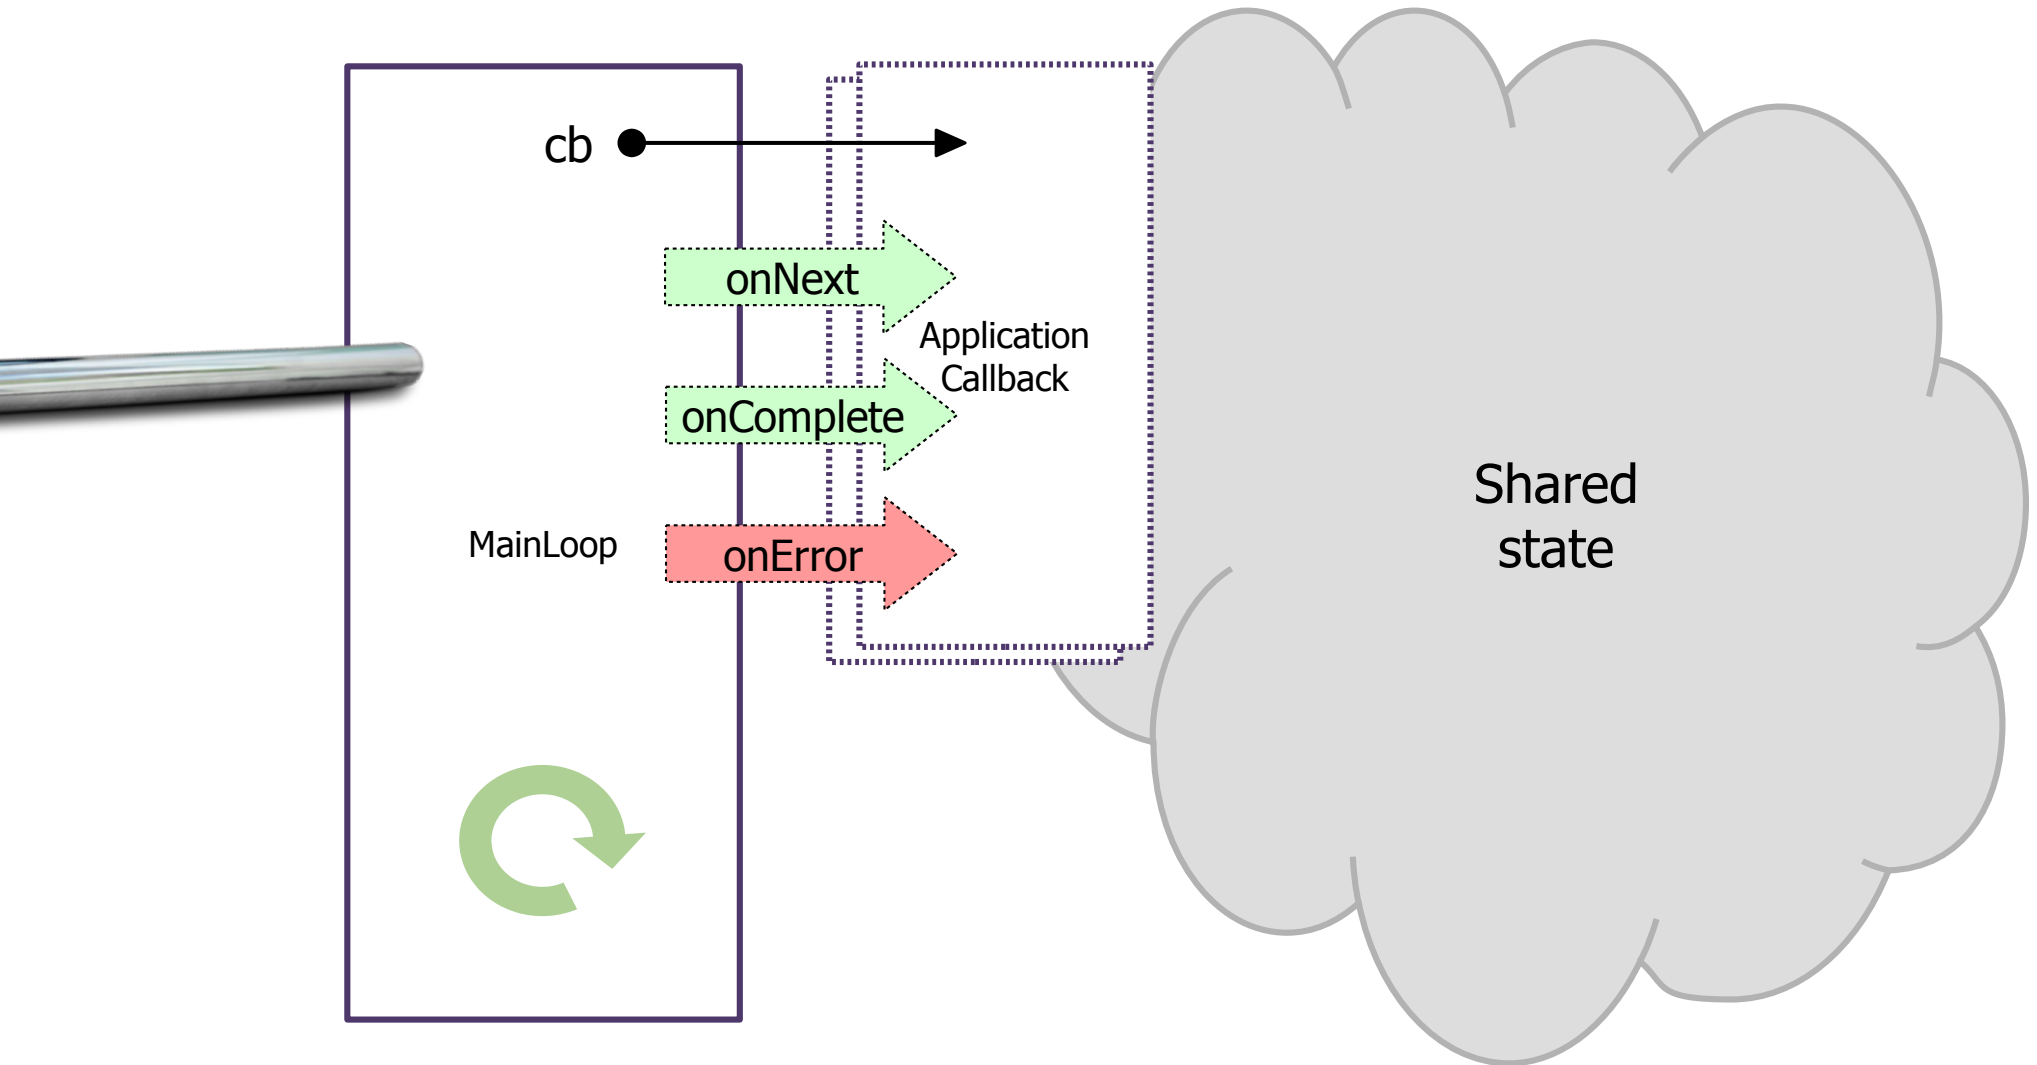 cb
onNext
Application
Callback
onComplete
Shared
state
MainLoop
onError